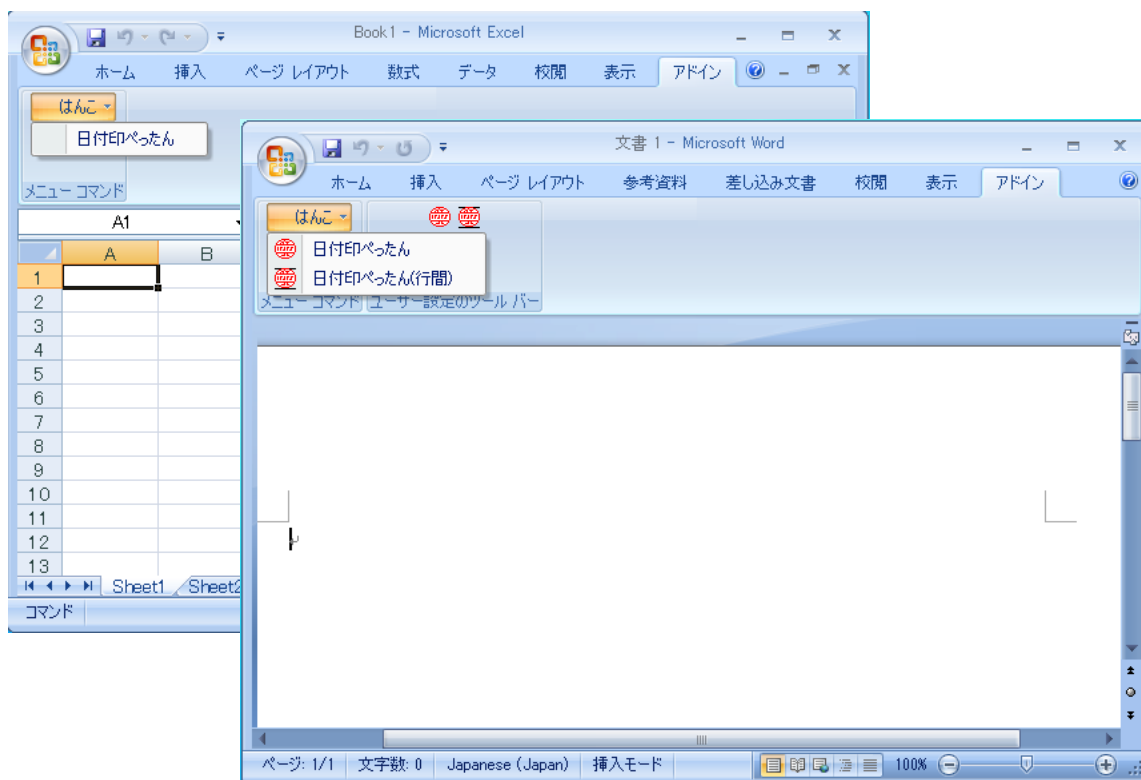 Book1 - Microsoft Excel
ホーム 挿入 ページ レイアウト 数式 データ 校閲 表示 アドイン
はんこ
日付印ぺったん
メニュー コマンド
A1
A B
1
2
3
4
5
6
7
8
9
10
11
12
13
Sheet1 Sheet2
コマンド
文書 1 - Microsoft Word
ホーム 挿入 ページ レイアウト 参考資料 差し込み文書 校閲 表示 アドイン
はんこ
日付印ぺったん
日付印ぺったん(行間)
メニュー コマンド ユーザー設定のツール バー
ページ: 1/1 文字数: 0 Japanese (Japan) 挿入モード 100%